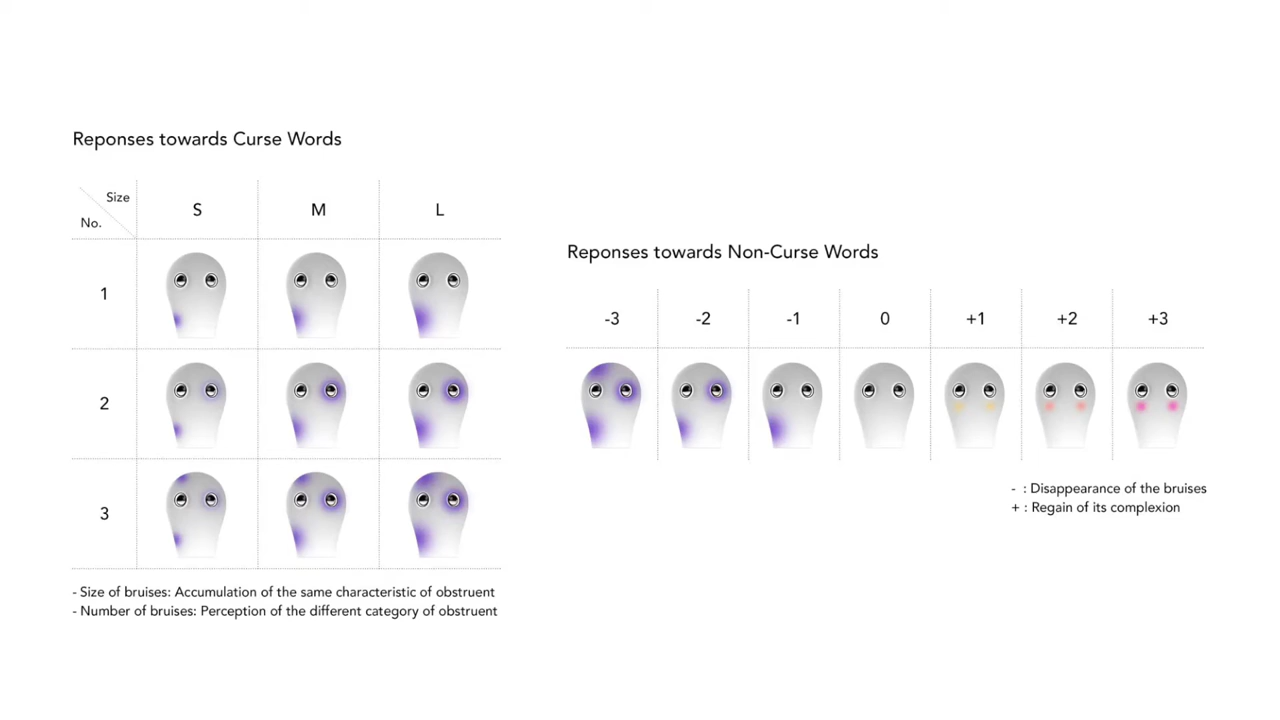 Reponses towards Curse Words
Size
No.
S M L
1
2
3
- Size of bruises: Accumulation of the same characteristic of obstruent
- Number of bruises: Perception of the different category of obstruent
Reponses towards Non-Curse Words
-3 -2 -1 0 +1 +2 +3
- : Disappearance of the bruises
+ : Regain of its complexion